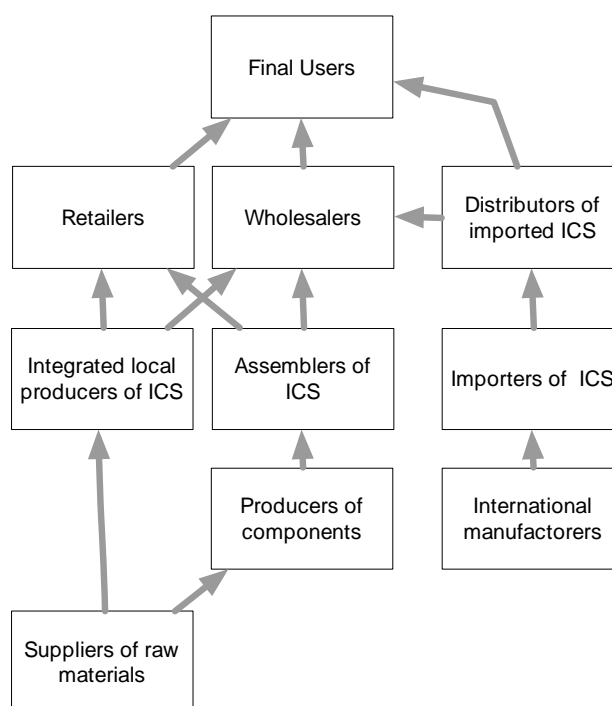 Final Users
Retailers
Wholesalers
Distributors of
imported ICS
Integrated local
producers of ICS
Assemblers of
ICS
Importers of  ICS
Producers of
components
International
manufactorers
Suppliers of raw
materials